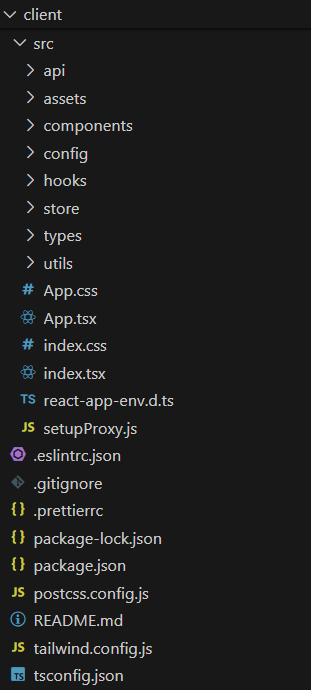 client
src
api
assets
components
config
hooks
store
types
utils
# App.css
App.tsx
# index.css
index.tsx
TS react-app-env.d.ts
JS setupProxy.js
.eslintrc.json
.gitignore
{} .prettierrc
{} package-lock.json
{} package.json
JS postcss.config.js
README.md
JS tailwind.config.js
TS tsconfig.json